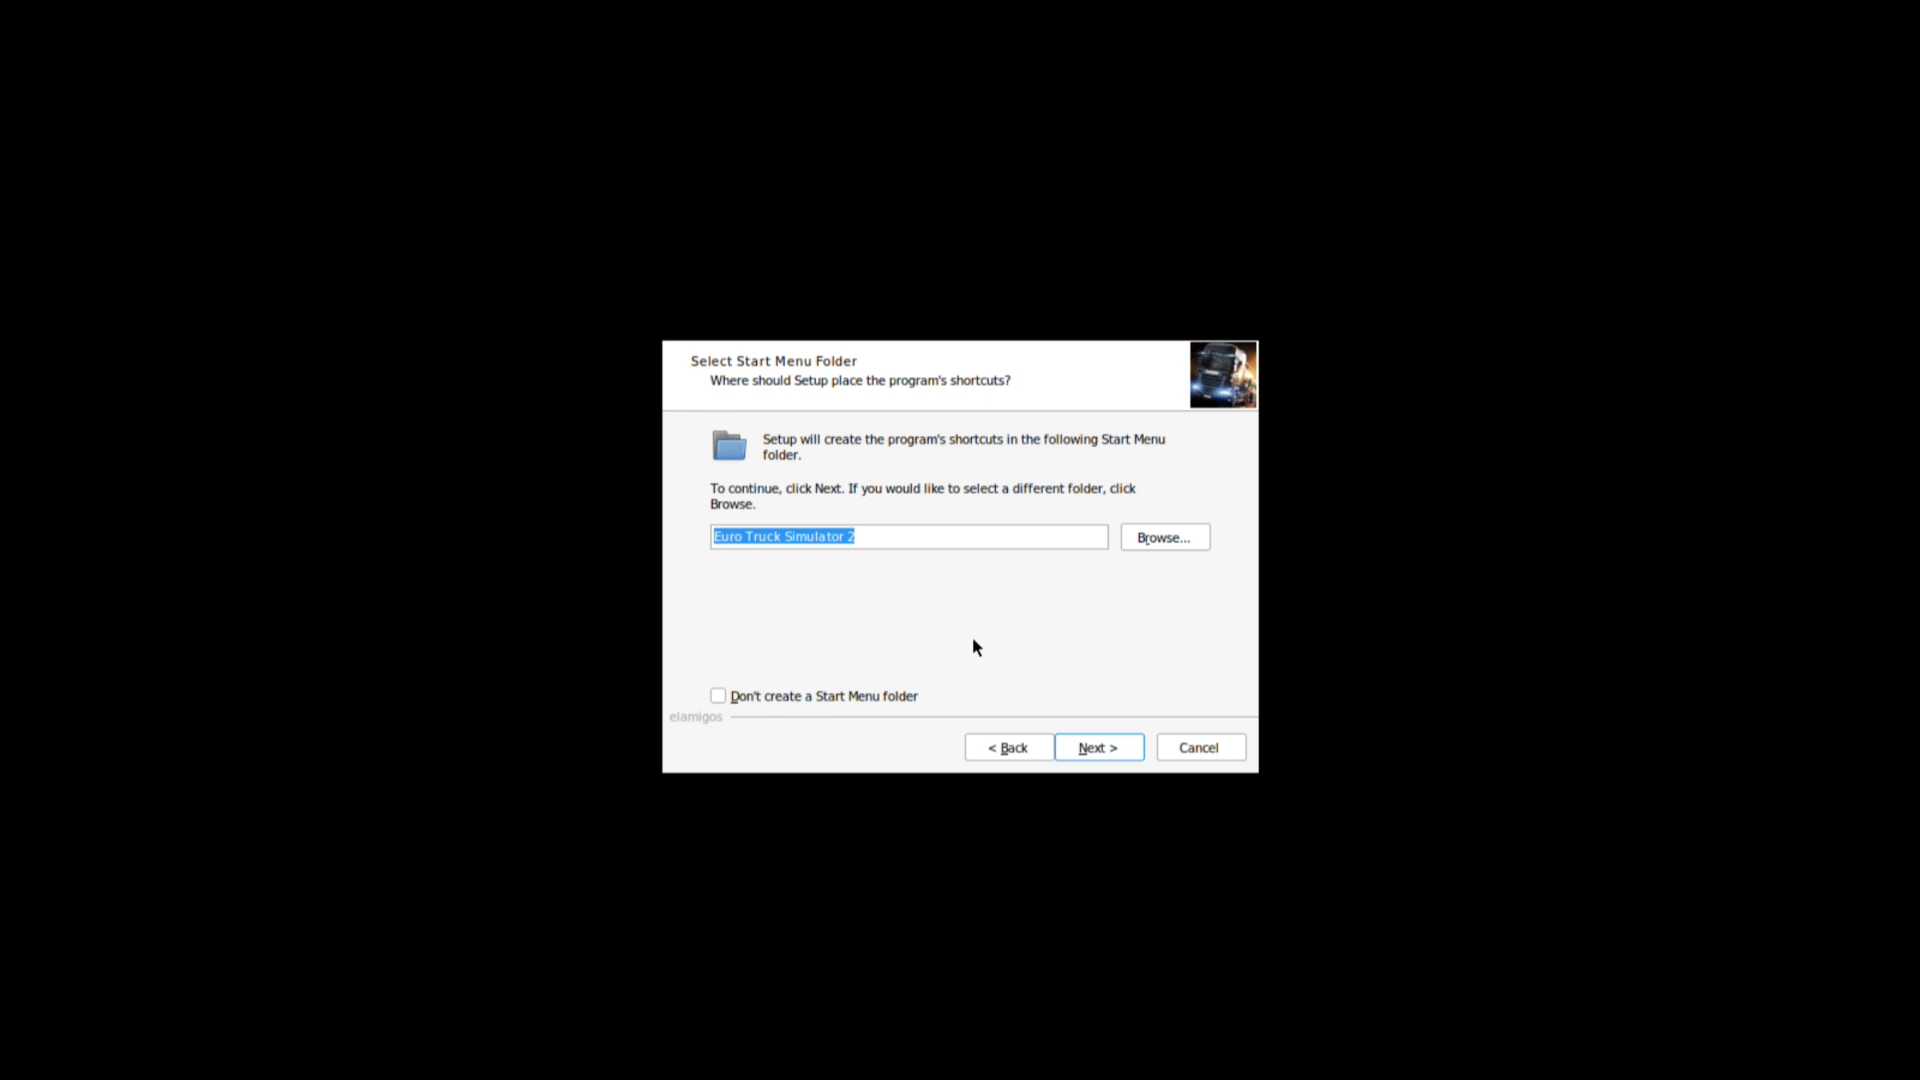 Select Start Menu Folder
Where should Setup place the program's shortcuts?
Setup will create the program's shortcuts in the following Start Menu
folder.
To continue, click Next. If you would like to select a different folder, click
Browse.
Euro Truck Simulator 2
Browse...
Don't create a Start Menu folder
elamigos
< Back
Next >
Cancel